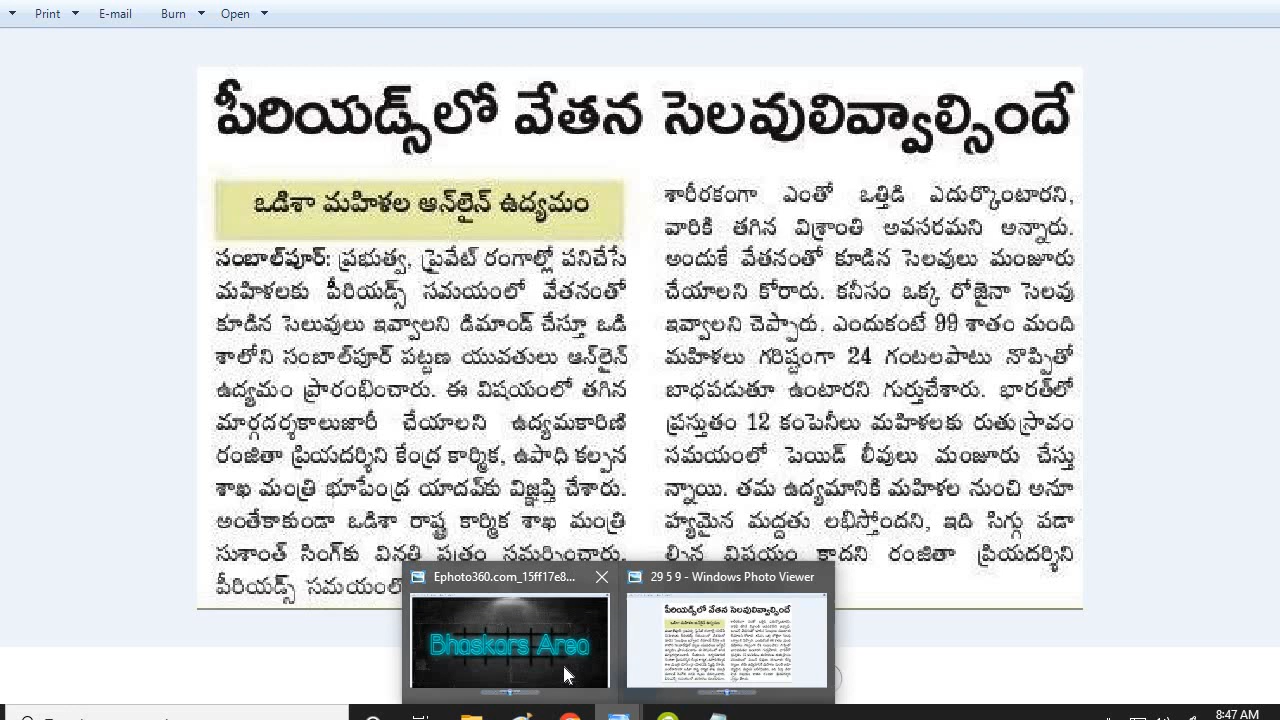 Print
E-mail
Burn
Open
పీరియడ్స్‌లో వేతన సెలవులివ్వాల్సిందే
ఒడిశా మహిళల ఆన్‌లైన్ ఉద్యమం
సంబాల్‌పూర్: ప్రభుత్వ, ప్రైవేట్ రంగాల్లో పనిచేసే
మహిళలకు పీరియడ్స్ సమయంలో వేతనంతో
కూడిన సెలువులు ఇవ్వాలని డిమాండ్ చేస్తూ ఒడి
శాలోని సంబాల్‌పూర్ పట్టణ యువతులు ఆన్‌లైన్
ఉద్యమం ప్రారంభించారు. ఈ విషయంలో తగిన
మార్గదర్శకాలుజారీ చేయాలని ఉద్యమకారిణి
రంజితా ప్రియదర్శిని కేంద్ర కార్మిక, ఉపాధి కల్పన
శాఖ మంత్రి భూపేంద్ర యాదవ్‌కు విజ్ఞప్తి చేశారు.
అంతేకాకుండా ఒడిశా రాష్ట్ర కార్మిక శాఖ మంత్రి
సుశాంత్ సింగ్‌కు వినతి పత్రం సమర్పించారు.
పీరియడ్స్ సమయంలో
శారీరకంగా ఎంతో ఒత్తిడి ఎదుర్కొంటారని,
వారికి తగిన విశ్రాంతి అవసరమని అన్నారు.
అందుకే వేతనంతో కూడిన సెలవులు మంజూరు
చేయాలని కోరారు. కనీసం ఒక్క రోజైనా సెలవు
ఇవ్వాలని చెప్పారు. ఎందుకంటే 99 శాతం మంది
మహిళలు గరిష్టంగా 24 గంటలపాటు నొప్పితో
బాధపడుతూ ఉంటారని గుర్తుచేశారు. భారత్‌లో
ప్రస్తుతం 12 కంపెనీలు మహిళలకు రుతుస్రావం
సమయంలో పెయిడ్ లీవులు మంజూరు చేస్తు
న్నాయి. తమ ఉద్యమానికి మహిళల నుంచి అనూ
హ్యమైన మద్దతు లభిస్తోందని, ఇది సిగ్గు పడా
ల్సిన విషయం కాదని రంజితా ప్రియదర్శిని
Ephoto360.com_15ff17e8...
29 5 9 - Windows Photo Viewer
Bhaskars Area
పీరియడ్స్‌లో వేతన సెలవులివ్వాల్సిందే
8:47 AM